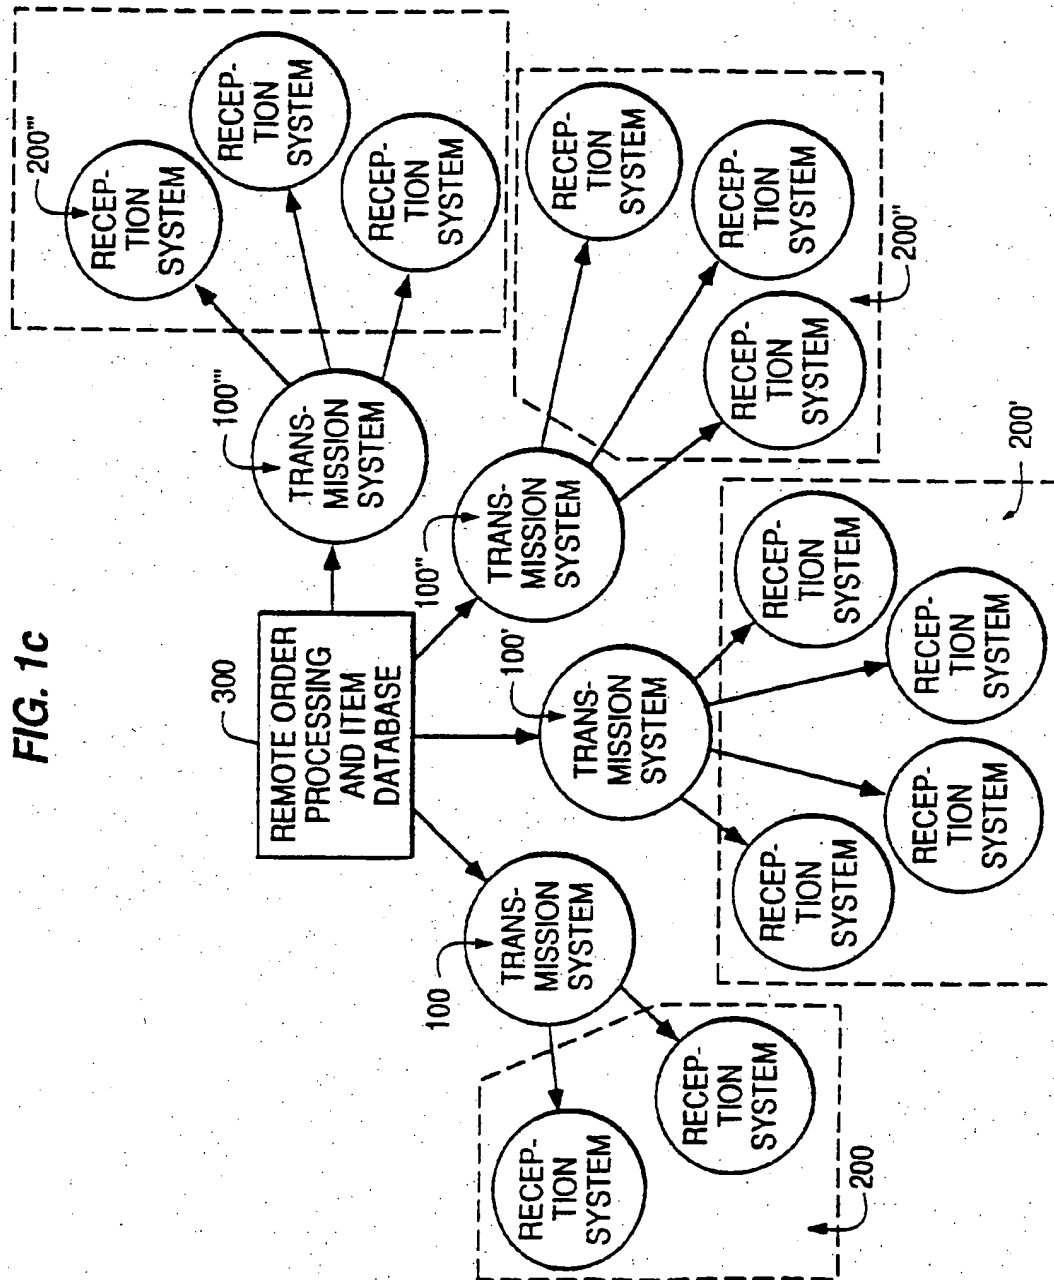 FIG. 1c
300
REMOTE ORDER
PROCESSING
AND ITEM
DATABASE
100
TRANS-
MISSION
SYSTEM
100'
TRANS-
MISSION
SYSTEM
100"
TRANS-
MISSION
SYSTEM
100'"
TRANS-
MISSION
SYSTEM
RECEP-
TION
SYSTEM
RECEP-
TION
SYSTEM
200
RECEP-
TION
SYSTEM
RECEP-
TION
SYSTEM
RECEP-
TION
SYSTEM
RECEP-
TION
SYSTEM
200'
RECEP-
TION
SYSTEM
RECEP-
TION
SYSTEM
RECEP-
TION
SYSTEM
200"
200'"
RECEP-
TION
SYSTEM
RECEP-
TION
SYSTEM
RECEP-
TION
SYSTEM